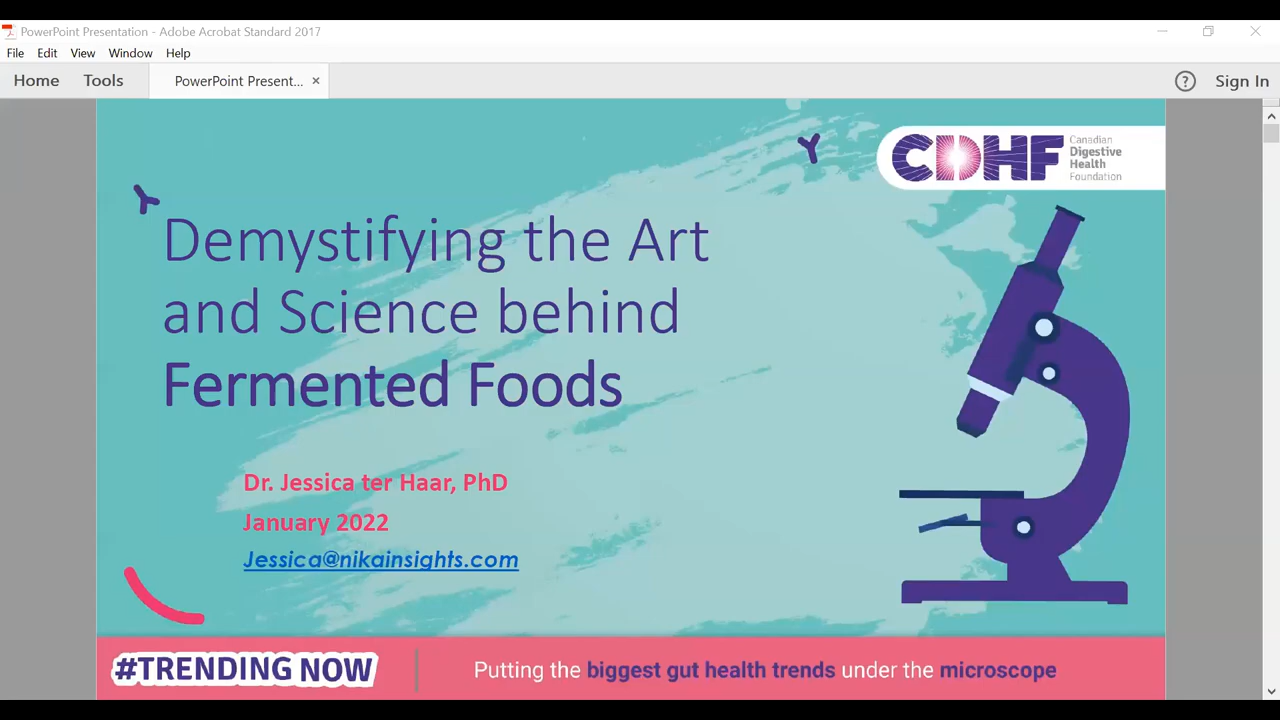 PowerPoint Presentation - Adobe Acrobat Standard 2017
File Edit View Window Help
Home Tools PowerPoint Present... × ? Sign In
CDHF
Canadian
Digestive
Health
Foundation
Demystifying the Art
and Science behind
Fermented Foods
Dr. Jessica ter Haar, PhD
January 2022
Jessica@nikainsights.com
#TRENDING NOW
Putting the biggest gut health trends under the microscope